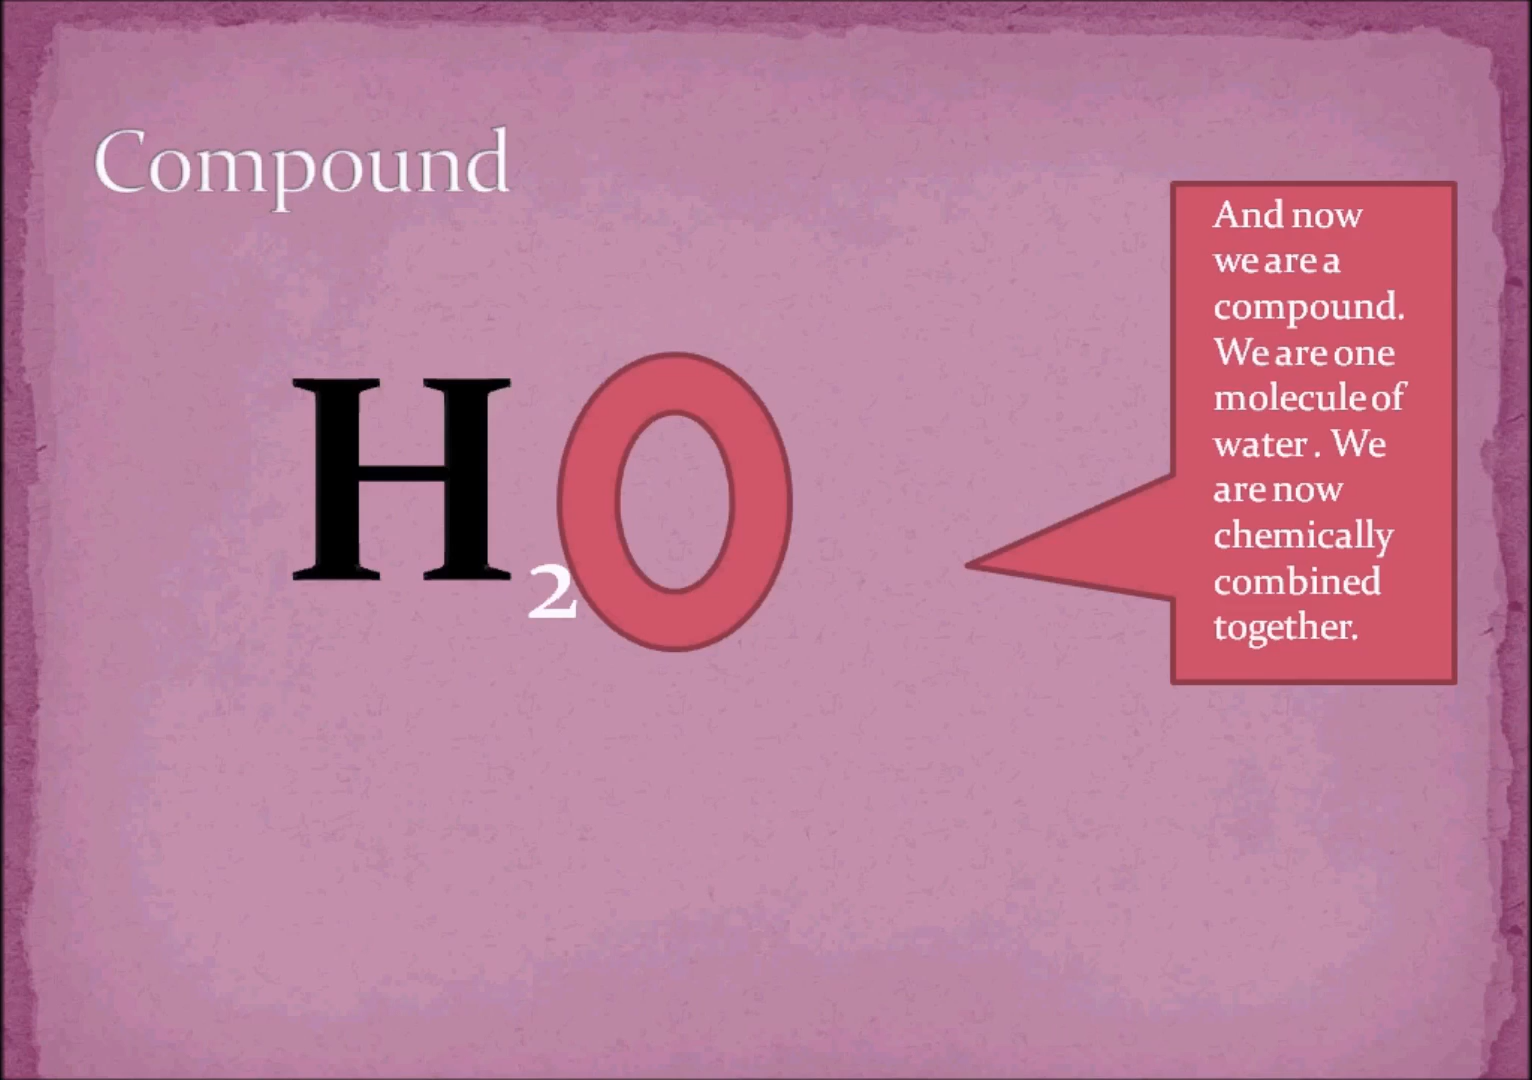 Compound
H2O
And now
we are a
compound.
We are one
molecule of
water . We
are now
chemically
combined
together.